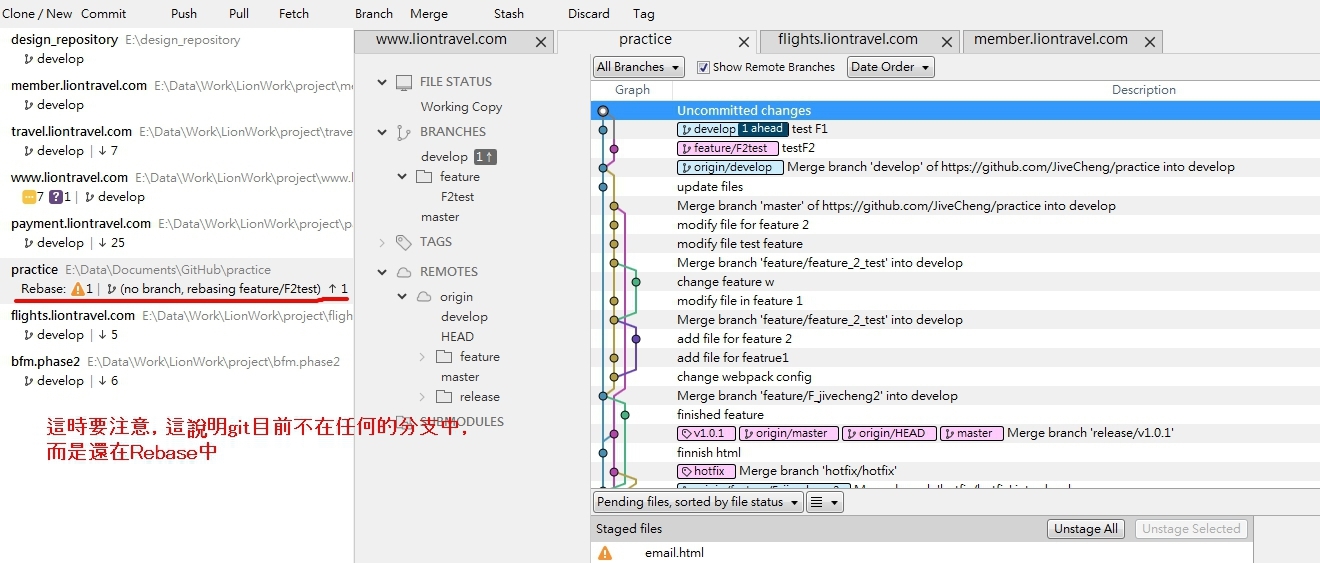 Clone / New Commit Push Pull Fetch Branch Merge Stash Discard Tag
design_repository E:\design_repository
develop
member.liontravel.com E:\Data\Work\LionWork\project\me
develop
travel.liontravel.com E:\Data\Work\LionWork\project\trave
develop | ↓ 7
www.liontravel.com E:\Data\Work\LionWork\project\www.l
7 ?1 | develop
payment.liontravel.com E:\Data\Work\LionWork\project\p
develop | ↓ 25
practice E:\Data\Documents\GitHub\practice
Rebase: 1 | (no branch, rebasing feature/F2test) ↑ 1
flights.liontravel.com E:\Data\Work\LionWork\project\fligh
develop | ↓ 5
bfm.phase2 E:\Data\Work\LionWork\project\bfm.phase2
develop | ↓ 6
這時要注意, 這說明git目前不在任何的分支中,
而是還在Rebase中
www.liontravel.com
practice
flights.liontravel.com
member.liontravel.com
FILE STATUS
Working Copy
BRANCHES
develop 1↑
feature
F2test
master
TAGS
REMOTES
origin
develop
HEAD
feature
master
release
SUBMODULES
All Branches Show Remote Branches Date Order
Graph Description
Uncommitted changes
develop 1 ahead test F1
feature/F2test testF2
origin/develop Merge branch 'develop' of https://github.com/JiveCheng/practice into develop
update files
Merge branch 'master' of https://github.com/JiveCheng/practice into develop
modify file for feature 2
modify file test feature
Merge branch 'feature/feature_2_test' into develop
change feature w
modify file in feature 1
Merge branch 'feature/feature_2_test' into develop
add file for feature 2
add file for featrue1
change webpack config
Merge branch 'feature/F_jivecheng2' into develop
finished feature
v1.0.1 origin/master origin/HEAD master Merge branch 'release/v1.0.1'
finnish html
hotfix Merge branch 'hotfix/hotfix'
Pending files, sorted by file status
Staged files Unstage All Unstage Selected
email.html